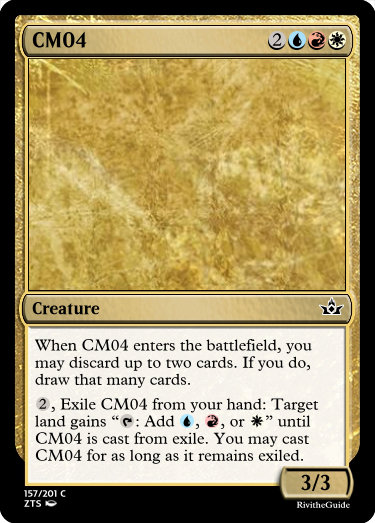 CM04 2
Creature
When CM04 enters the battlefield, you
may discard up to two cards. If you do,
draw that many cards.
2, Exile CM04 from your hand: Target
land gains “: Add , , or ” until
CM04 is cast from exile. You may cast
CM04 for as long as it remains exiled.
3/3
157/201 C
ZTS
RivitheGuide